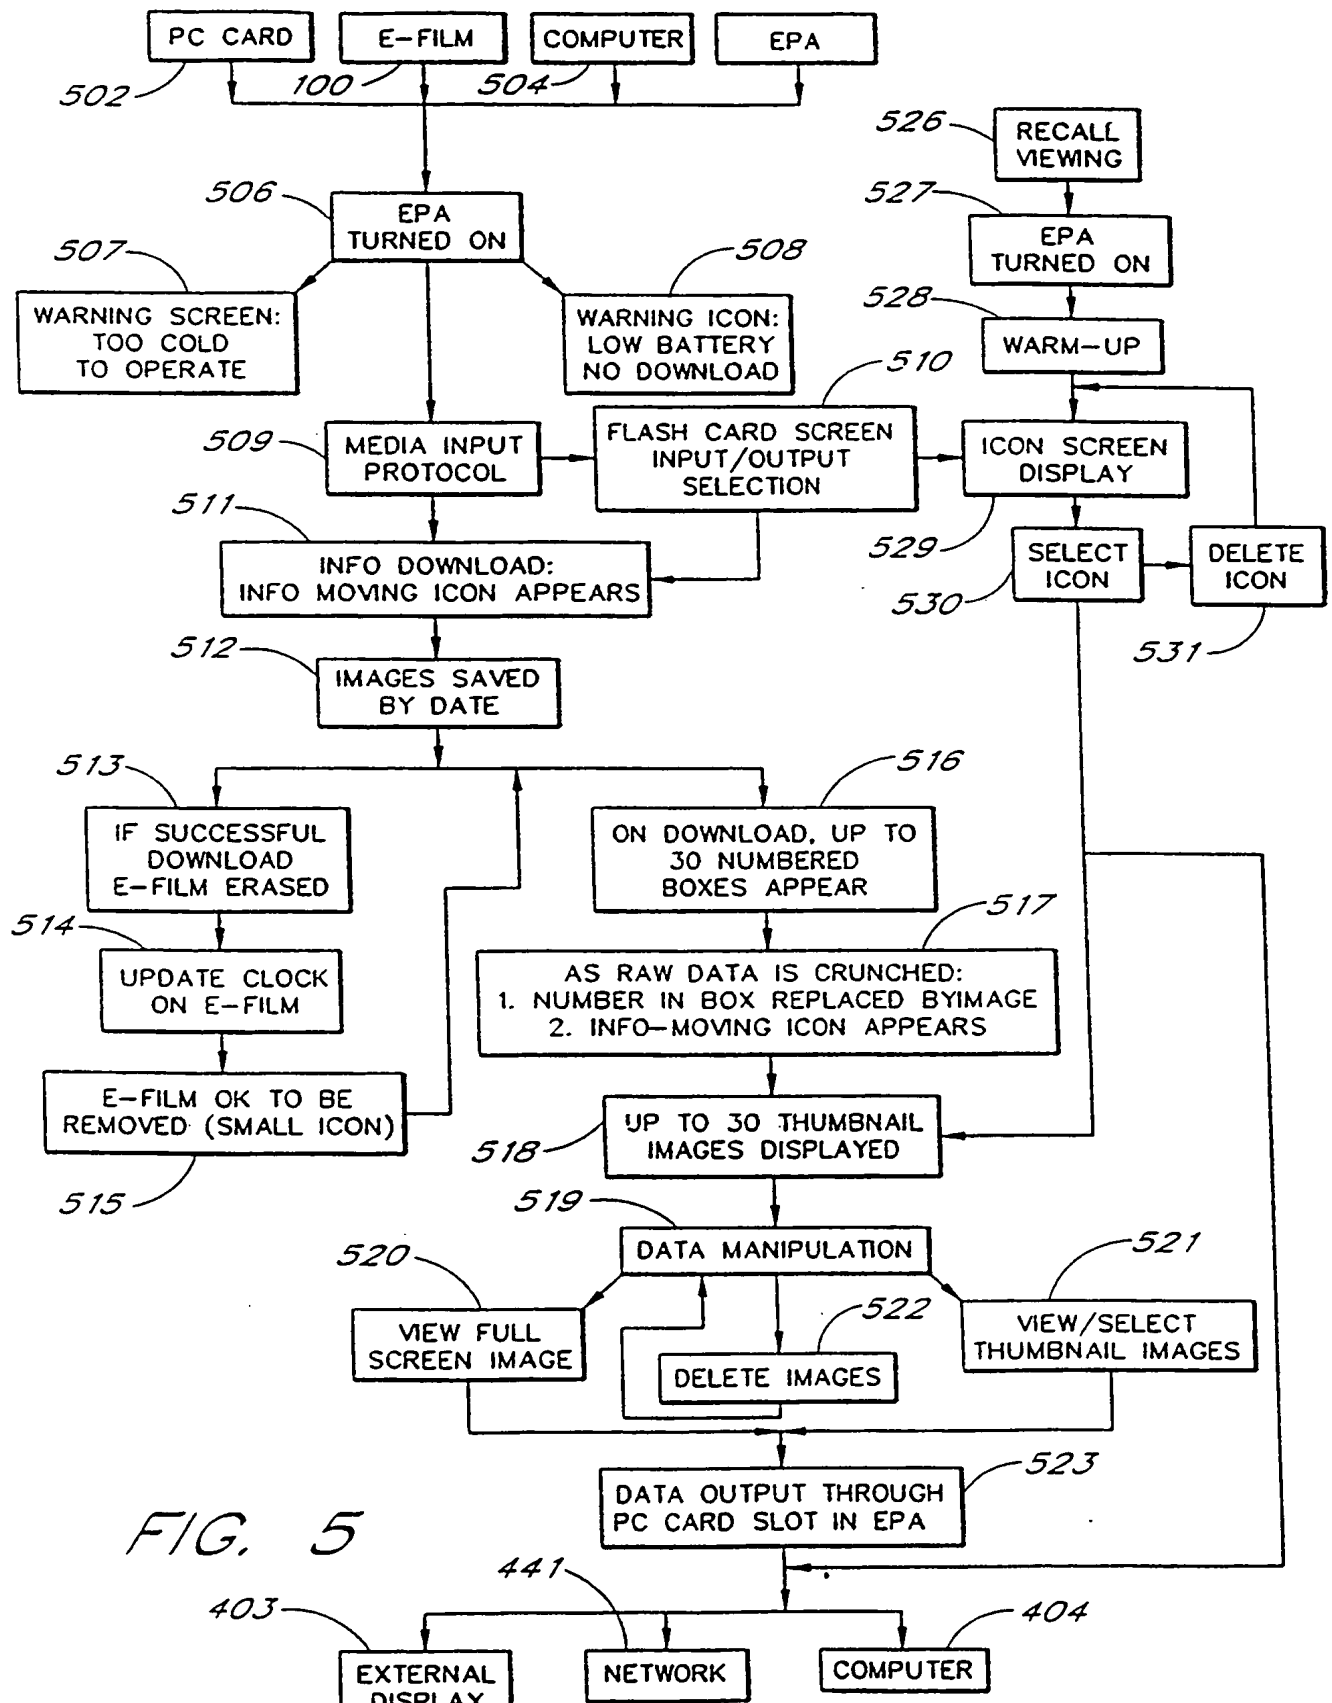 PC CARD
E-FILM
COMPUTER
EPA
502
100
504
526
RECALL
VIEWING
506
EPA
TURNED ON
527
EPA
TURNED ON
507
WARNING SCREEN:
TOO COLD
TO OPERATE
508
WARNING ICON:
LOW BATTERY
NO DOWNLOAD
528
WARM-UP
509
MEDIA INPUT
PROTOCOL
510
FLASH CARD SCREEN
INPUT/OUTPUT
SELECTION
ICON SCREEN
DISPLAY
529
511
INFO DOWNLOAD:
INFO MOVING ICON APPEARS
SELECT
ICON
530
DELETE
ICON
531
512
IMAGES SAVED
BY DATE
513
IF SUCCESSFUL
DOWNLOAD
E-FILM ERASED
516
ON DOWNLOAD, UP TO
30 NUMBERED
BOXES APPEAR
514
UPDATE CLOCK
ON E-FILM
517
AS RAW DATA IS CRUNCHED:
1. NUMBER IN BOX REPLACED BYIMAGE
2. INFO-MOVING ICON APPEARS
E-FILM OK TO BE
REMOVED (SMALL ICON)
515
518
UP TO 30 THUMBNAIL
IMAGES DISPLAYED
519
DATA MANIPULATION
520
VIEW FULL
SCREEN IMAGE
522
DELETE IMAGES
521
VIEW/SELECT
THUMBNAIL IMAGES
523
DATA OUTPUT THROUGH
PC CARD SLOT IN EPA
FIG. 5
403
EXTERNAL
DISPLAY
441
NETWORK
404
COMPUTER